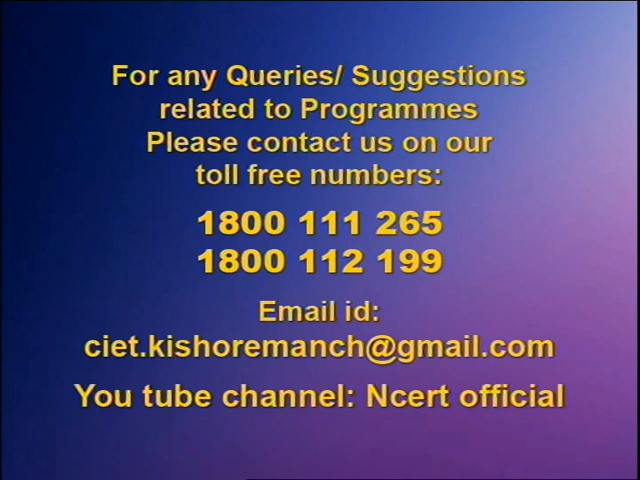 For any Queries/ Suggestions
related to Programmes
Please contact us on our
toll free numbers:
1800 111 265
1800 112 199
Email id:
ciet.kishoremanch@gmail.com
You tube channel: Ncert official